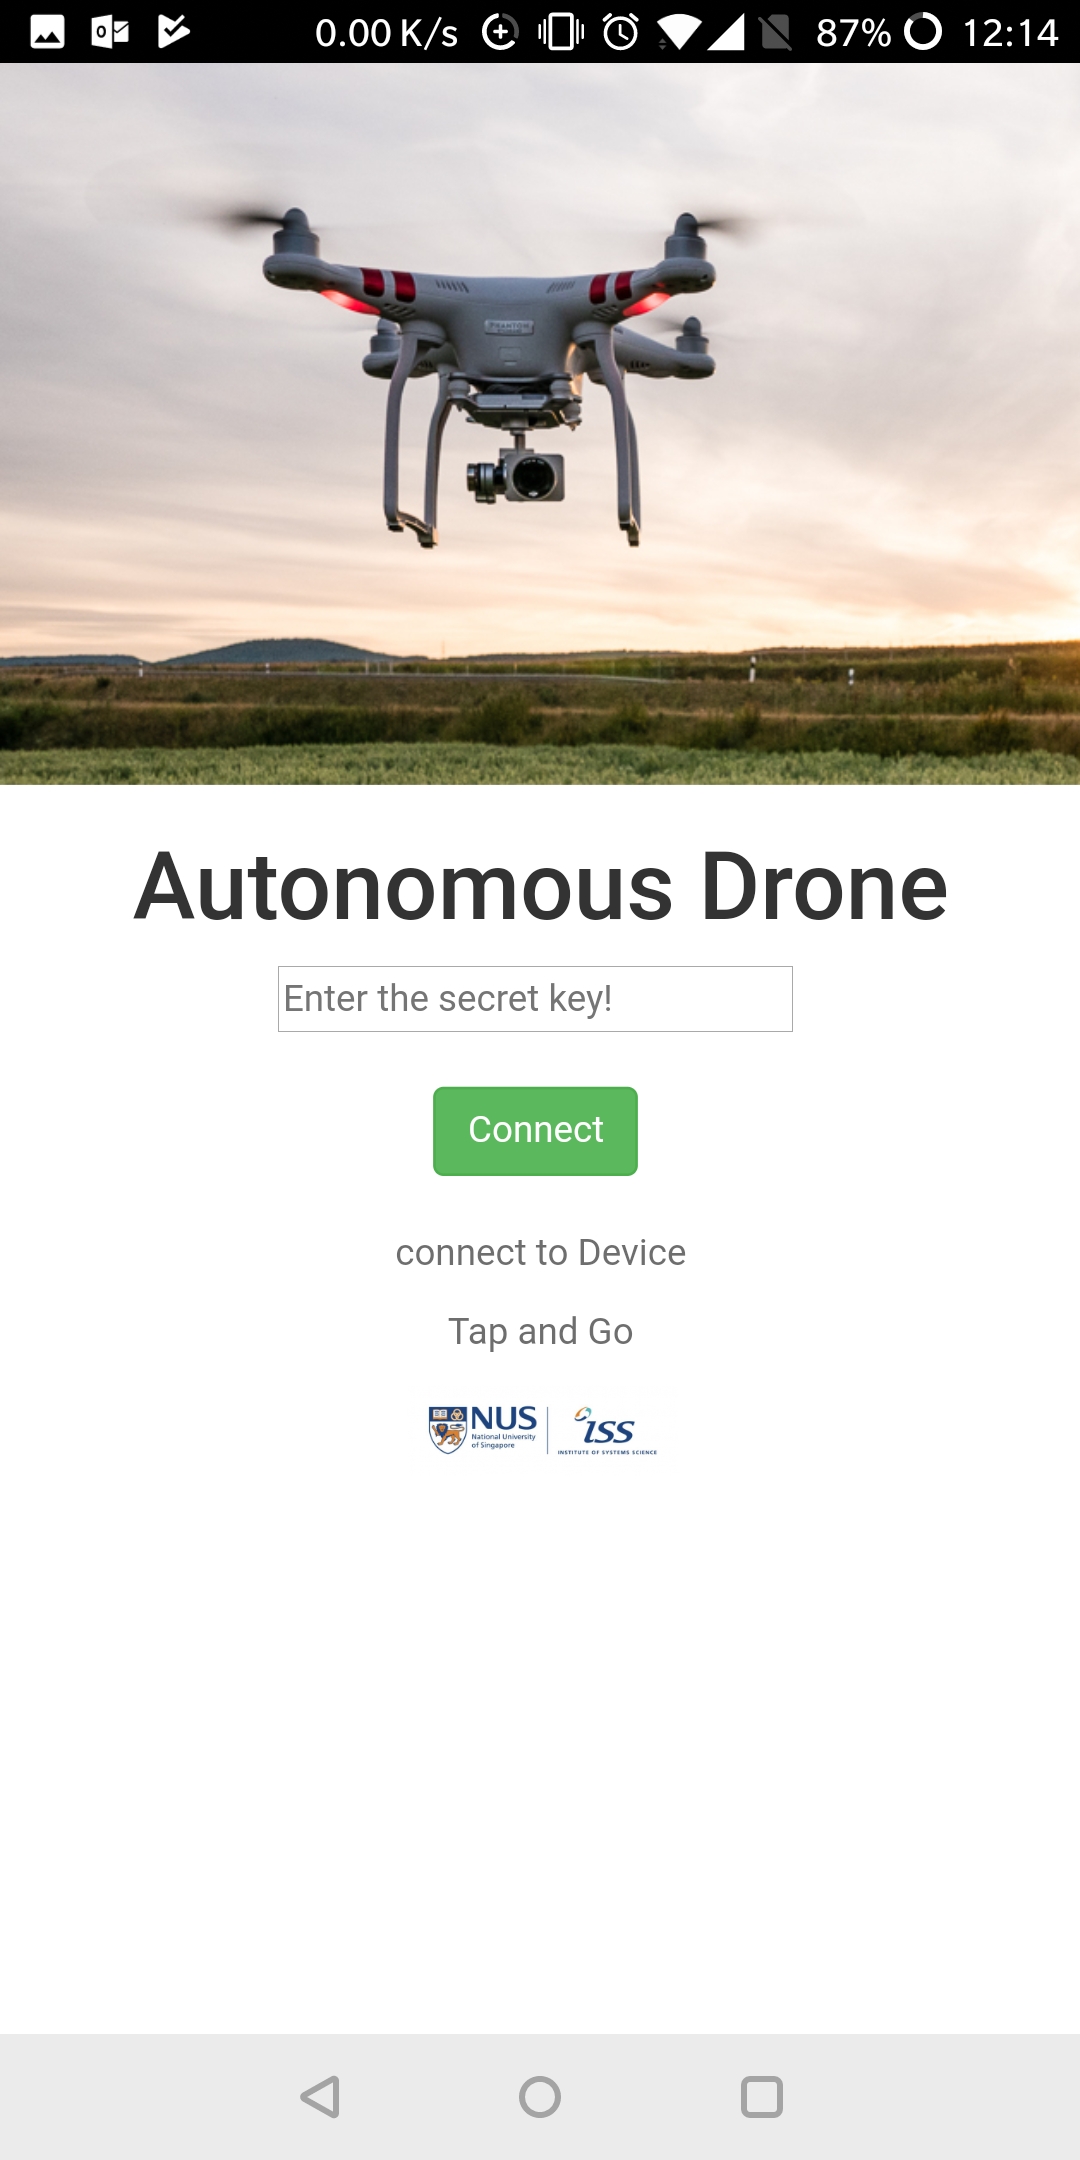 0.00 K/s 87% 12:14
PHANTOM
Autonomous Drone
Enter the secret key!
Connect
connect to Device
Tap and Go
NUS
National University
of Singapore
iss
INSTITUTE OF SYSTEMS SCIENCE